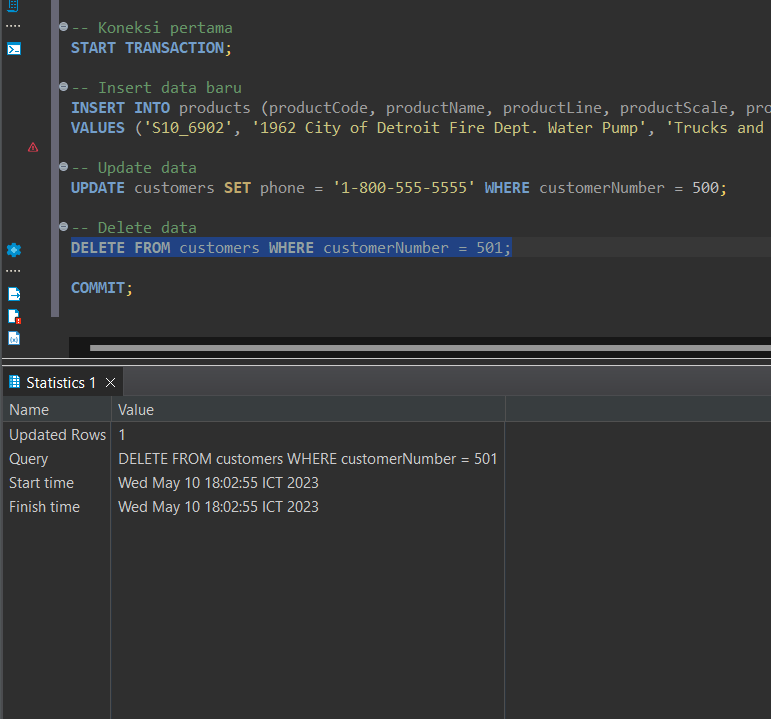 -- Koneksi pertama
START TRANSACTION;
-- Insert data baru
INSERT INTO products (productCode, productName, productLine, productScale, pro
VALUES ('S10_6902', '1962 City of Detroit Fire Dept. Water Pump', 'Trucks and
-- Update data
UPDATE customers SET phone = '1-800-555-5555' WHERE customerNumber = 500;
-- Delete data
DELETE FROM customers WHERE customerNumber = 501;
COMMIT;
Statistics 1
Name Value
Updated Rows 1
Query DELETE FROM customers WHERE customerNumber = 501
Start time Wed May 10 18:02:55 ICT 2023
Finish time Wed May 10 18:02:55 ICT 2023